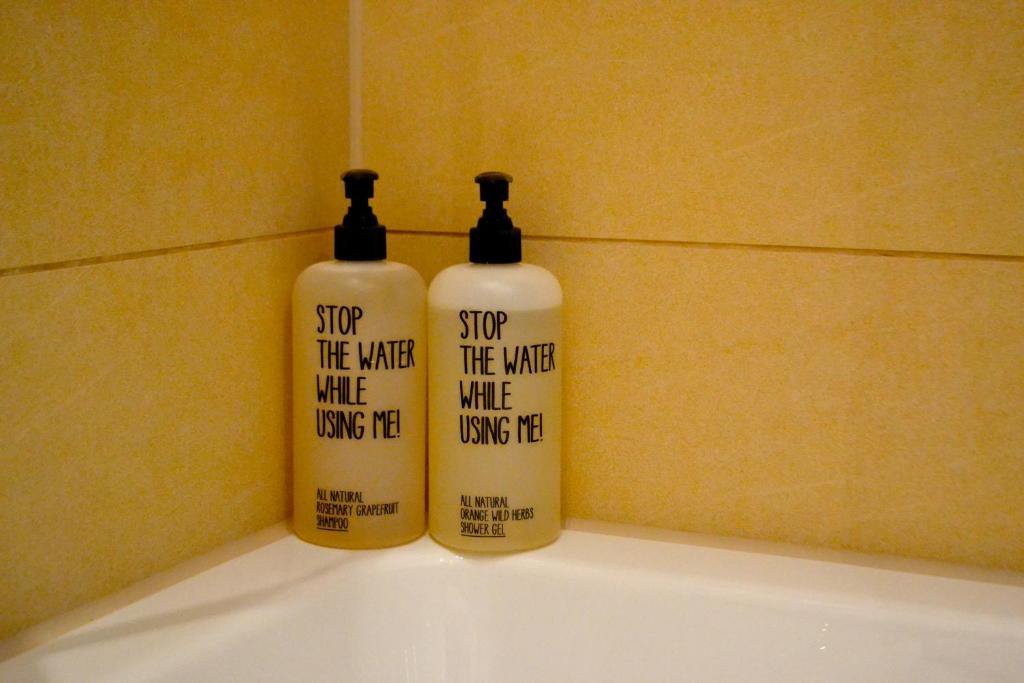 STOP
THE WATER
WHILE
USING ME!
ALL NATURAL
ROSEMARY GRAPEFRUIT
SHAMPOO
STOP
THE WATER
WHILE
USING ME!
ALL NATURAL
ORANGE WILD HERBS
SHOWER GEL